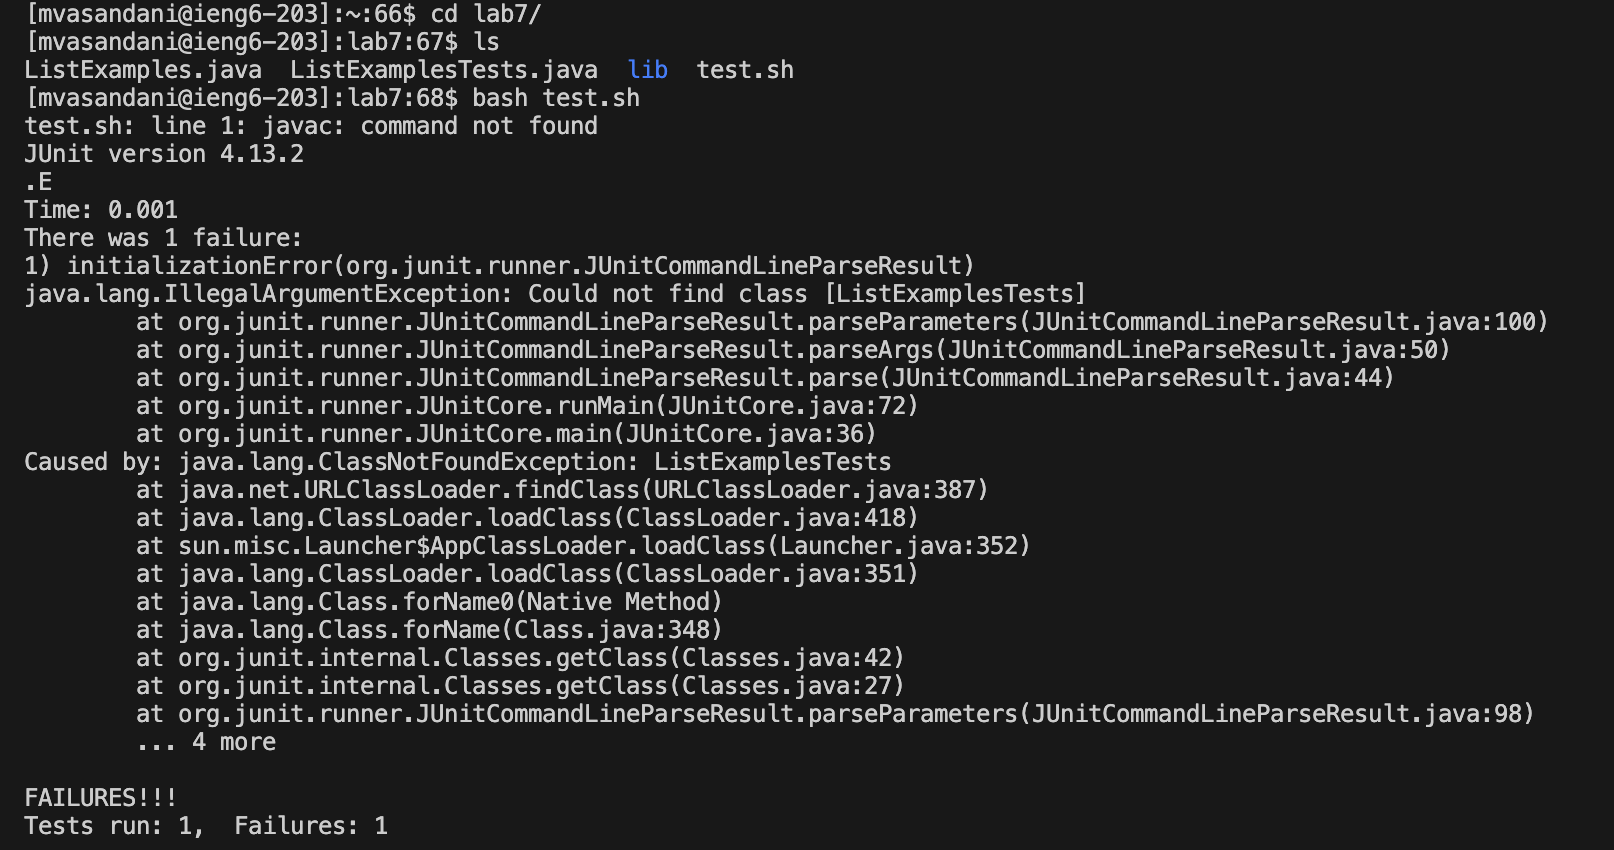 [mvasandani@ieng6-203]:~:66$ cd lab7/
[mvasandani@ieng6-203]:lab7:67$ ls
ListExamples.java  ListExamplesTests.java  lib  test.sh
[mvasandani@ieng6-203]:lab7:68$ bash test.sh
test.sh: line 1: javac: command not found
JUnit version 4.13.2
.E
Time: 0.001
There was 1 failure:
1) initializationError(org.junit.runner.JUnitCommandLineParseResult)
java.lang.IllegalArgumentException: Could not find class [ListExamplesTests]
        at org.junit.runner.JUnitCommandLineParseResult.parseParameters(JUnitCommandLineParseResult.java:100)
        at org.junit.runner.JUnitCommandLineParseResult.parseArgs(JUnitCommandLineParseResult.java:50)
        at org.junit.runner.JUnitCommandLineParseResult.parse(JUnitCommandLineParseResult.java:44)
        at org.junit.runner.JUnitCore.runMain(JUnitCore.java:72)
        at org.junit.runner.JUnitCore.main(JUnitCore.java:36)
Caused by: java.lang.ClassNotFoundException: ListExamplesTests
        at java.net.URLClassLoader.findClass(URLClassLoader.java:387)
        at java.lang.ClassLoader.loadClass(ClassLoader.java:418)
        at sun.misc.Launcher$AppClassLoader.loadClass(Launcher.java:352)
        at java.lang.ClassLoader.loadClass(ClassLoader.java:351)
        at java.lang.Class.forName0(Native Method)
        at java.lang.Class.forName(Class.java:348)
        at org.junit.internal.Classes.getClass(Classes.java:42)
        at org.junit.internal.Classes.getClass(Classes.java:27)
        at org.junit.runner.JUnitCommandLineParseResult.parseParameters(JUnitCommandLineParseResult.java:98)
        ... 4 more

FAILURES!!!
Tests run: 1,  Failures: 1